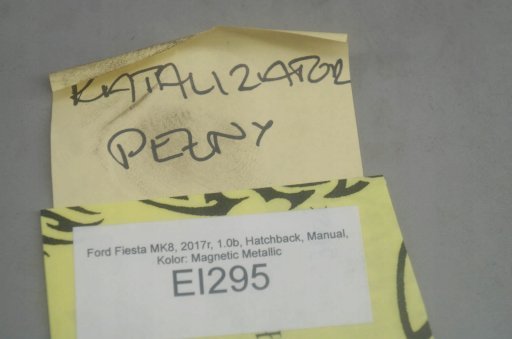 KATALIZATOR
PEŁNY
Ford Fiesta MK8, 2017r, 1.0b, Hatchback, Manual,
Kolor: Magnetic Metallic
EI295